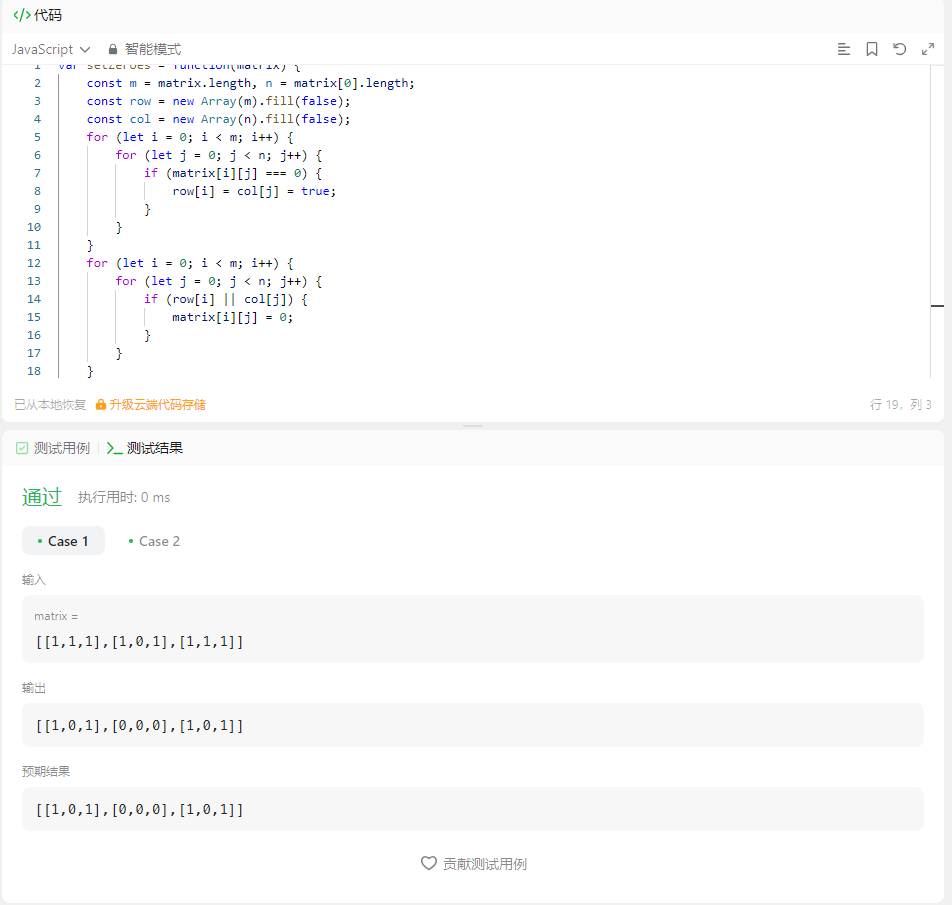 </> 代码
JavaScript 智能模式
1 var setZeroes = function(matrix) {
2 const m = matrix.length, n = matrix[0].length;
3 const row = new Array(m).fill(false);
4 const col = new Array(n).fill(false);
5 for (let i = 0; i < m; i++) {
6 for (let j = 0; j < n; j++) {
7 if (matrix[i][j] === 0) {
8 row[i] = col[j] = true;
9 }
10 }
11 }
12 for (let i = 0; i < m; i++) {
13 for (let j = 0; j < n; j++) {
14 if (row[i] || col[j]) {
15 matrix[i][j] = 0;
16 }
17 }
18 }
已从本地恢复 升级云端代码存储 行 19，列 3
测试用例 | >_ 测试结果
通过 执行用时: 0 ms
• Case 1 • Case 2
输入
matrix =
[[1,1,1],[1,0,1],[1,1,1]]
输出
[[1,0,1],[0,0,0],[1,0,1]]
预期结果
[[1,0,1],[0,0,0],[1,0,1]]
贡献测试用例